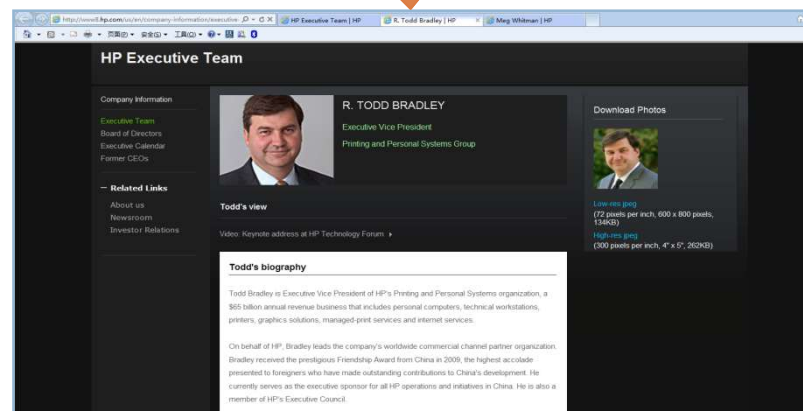 http://www8.hp.com/us/en/company-information/executive
HP Executive Team | HP
R. Todd Bradley | HP
Meg Whitman | HP
页面(P)
安全(S)
工具(O)
HP Executive Team
Company Information
Executive Team
Board of Directors
Executive Calendar
Former CEOs
– Related Links
About us
Newsroom
Investor Relations
R. TODD BRADLEY
Executive Vice President
Printing and Personal Systems Group
Todd's view
Video: Keynote address at HP Technology Forum
Todd's biography
Todd Bradley is Executive Vice President of HP's Printing and Personal Systems organization, a
$65 billion annual revenue business that includes personal computers, technical workstations,
printers, graphics solutions, managed-print services and internet services.
On behalf of HP, Bradley leads the company's worldwide commercial channel partner organization.
Bradley received the prestigious Friendship Award from China in 2009, the highest accolade
presented to foreigners who have made outstanding contributions to China's development. He
currently serves as the executive sponsor for all HP operations and initiatives in China. He is also a
member of HP's Executive Council.
Download Photos
Low-res jpeg
(72 pixels per inch, 600 x 800 pixels,
134KB)
High-res jpeg
(300 pixels per inch, 4" x 5", 262KB)